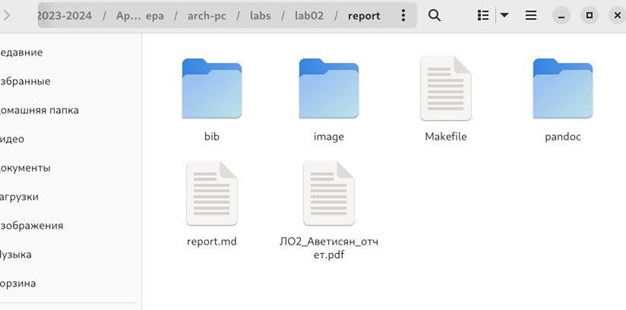 2023-2024 / Ар... ера / arch-pc / labs / lab02 / report
едавние
збранные
омашняя папка
идео
окументы
агрузки
зображения
узыка
орзина
bib
image
Makefile
pandoc
report.md
ЛО2_Аветисян_отч
ет.pdf